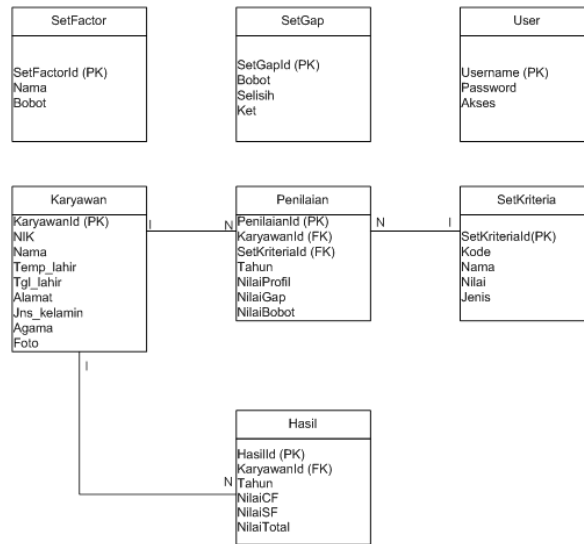 SetFactor
SetFactorId (PK)
Nama
Bobot
SetGap
SetGapId (PK)
Bobot
Selisih
Ket
User
Username (PK)
Password
Akses
Karyawan
KaryawanId (PK)
NIK
Nama
Temp_lahir
Tgl_lahir
Alamat
Jns_kelamin
Agama
Foto
I
N
Penilaian
PenilaianId (PK)
KaryawanId (FK)
SetKriteriaId (FK)
Tahun
NilaiProfil
NilaiGap
NilaiBobot
N
I
SetKriteria
SetKriteriaId(PK)
Kode
Nama
Nilai
Jenis
I
N
Hasil
HasilId (PK)
KaryawanId (FK)
Tahun
NilaiCF
NilaiSF
NilaiTotal